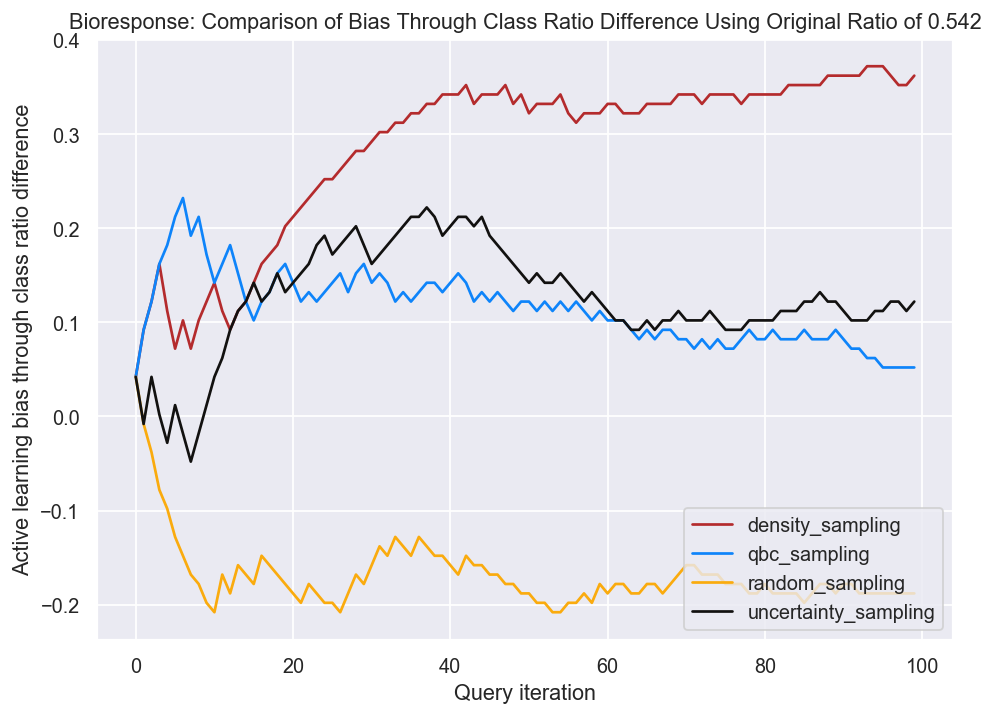 Bioresponse: Comparison of Bias Through Class Ratio Difference Using Original Ratio of 0.542
Active learning bias through class ratio difference
0.4
0.3
0.2
0.1
0.0
−0.1
−0.2
density_sampling
qbc_sampling
random_sampling
uncertainty_sampling
0 20 40 60 80 100
Query iteration